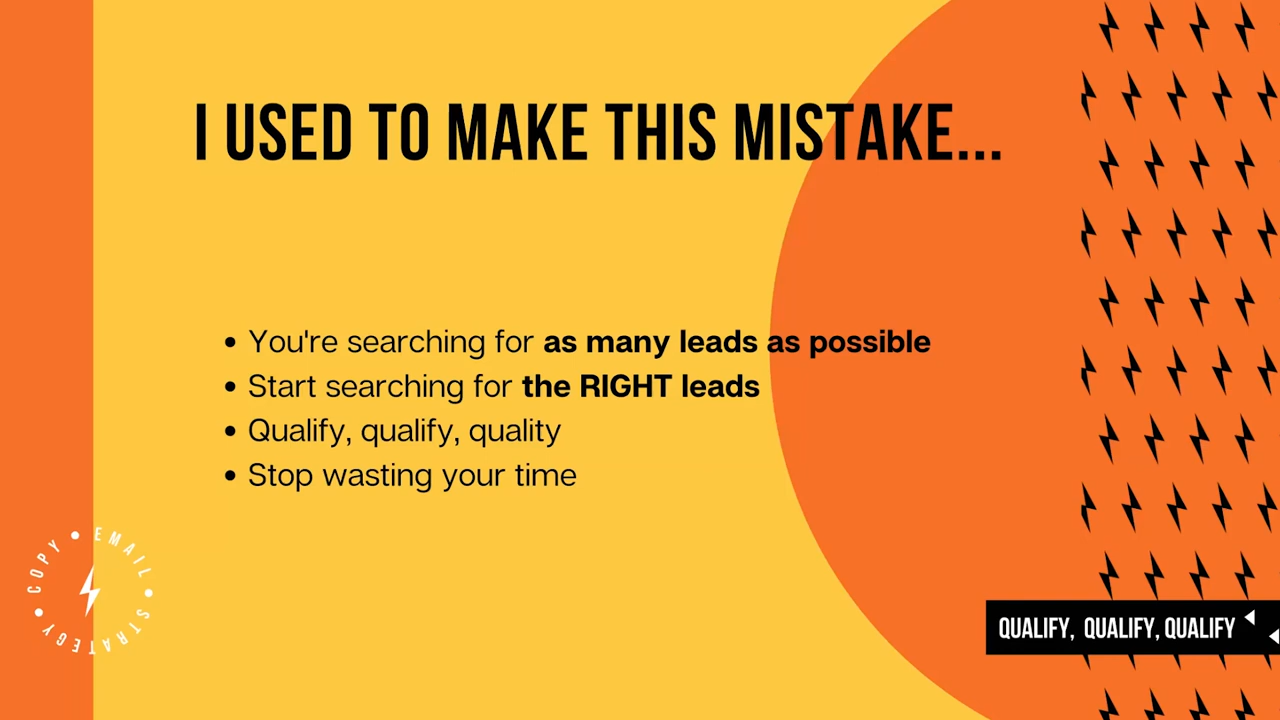 I USED TO MAKE THIS MISTAKE...
• You're searching for as many leads as possible
• Start searching for the RIGHT leads
• Qualify, qualify, quality
• Stop wasting your time
COPY • EMAIL • STRATEGY •
QUALIFY, QUALIFY, QUALIFY